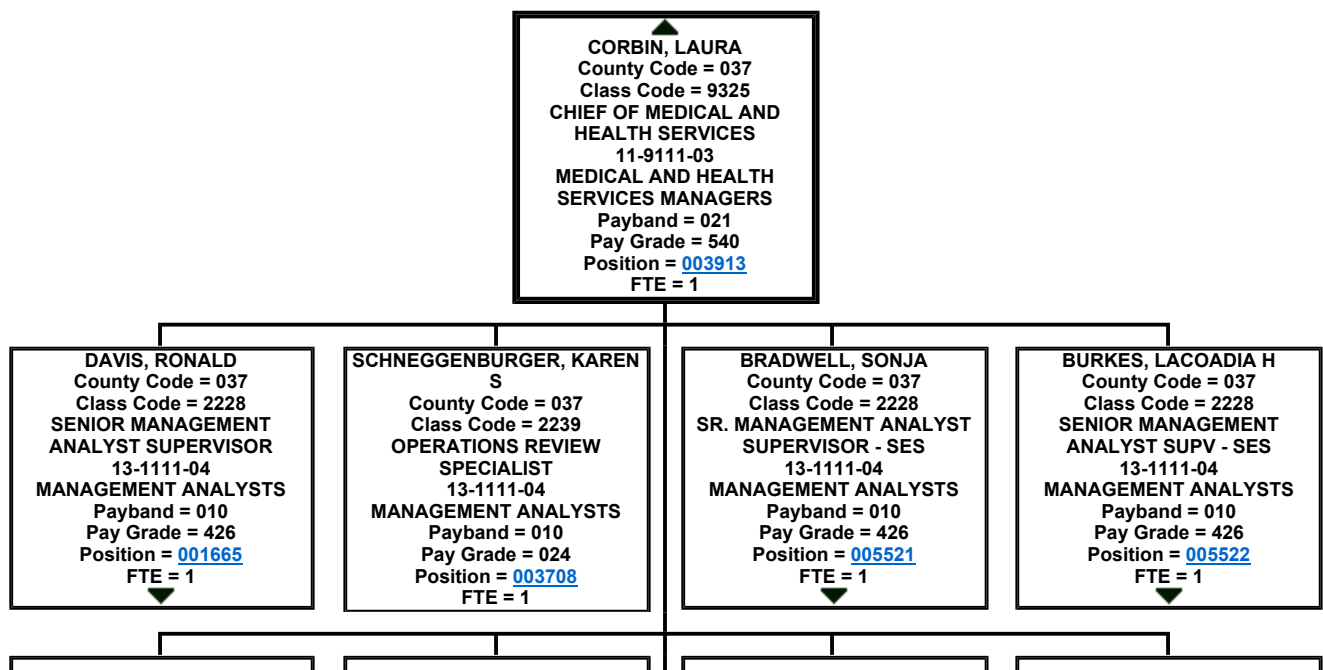 CORBIN, LAURA
County Code = 037
Class Code = 9325
CHIEF OF MEDICAL AND
HEALTH SERVICES
11-9111-03
MEDICAL AND HEALTH
SERVICES MANAGERS
Payband = 021
Pay Grade = 540
Position = 003913
FTE = 1
DAVIS, RONALD
County Code = 037
Class Code = 2228
SENIOR MANAGEMENT
ANALYST SUPERVISOR
13-1111-04
MANAGEMENT ANALYSTS
Payband = 010
Pay Grade = 426
Position = 001665
FTE = 1
SCHNEGGENBURGER, KAREN
S
County Code = 037
Class Code = 2239
OPERATIONS REVIEW
SPECIALIST
13-1111-04
MANAGEMENT ANALYSTS
Payband = 010
Pay Grade = 024
Position = 003708
FTE = 1
BRADWELL, SONJA
County Code = 037
Class Code = 2228
SR. MANAGEMENT ANALYST
SUPERVISOR - SES
13-1111-04
MANAGEMENT ANALYSTS
Payband = 010
Pay Grade = 426
Position = 005521
FTE = 1
BURKES, LACOADIA H
County Code = 037
Class Code = 2228
SENIOR MANAGEMENT
ANALYST SUPV - SES
13-1111-04
MANAGEMENT ANALYSTS
Payband = 010
Pay Grade = 426
Position = 005522
FTE = 1